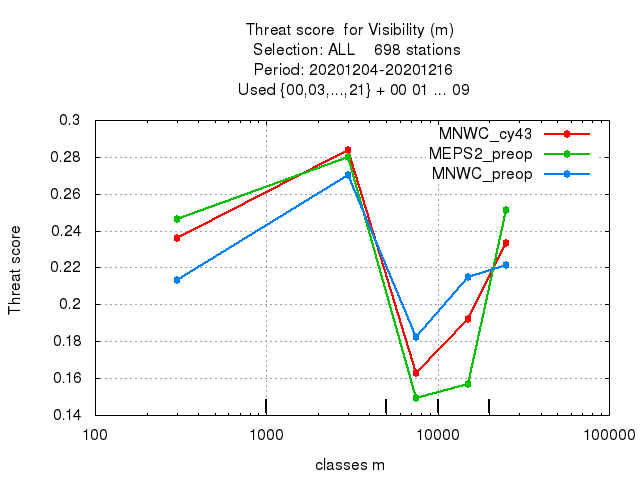 Threat score  for Visibility (m)
Selection: ALL    698 stations
Period: 20201204-20201216
Used {00,03,...,21} + 00 01 ... 09
MNWC_cy43
MEPS2_preop
MNWC_preop
Threat score
0.3
0.28
0.26
0.24
0.22
0.2
0.18
0.16
0.14
100
1000
10000
100000
classes m